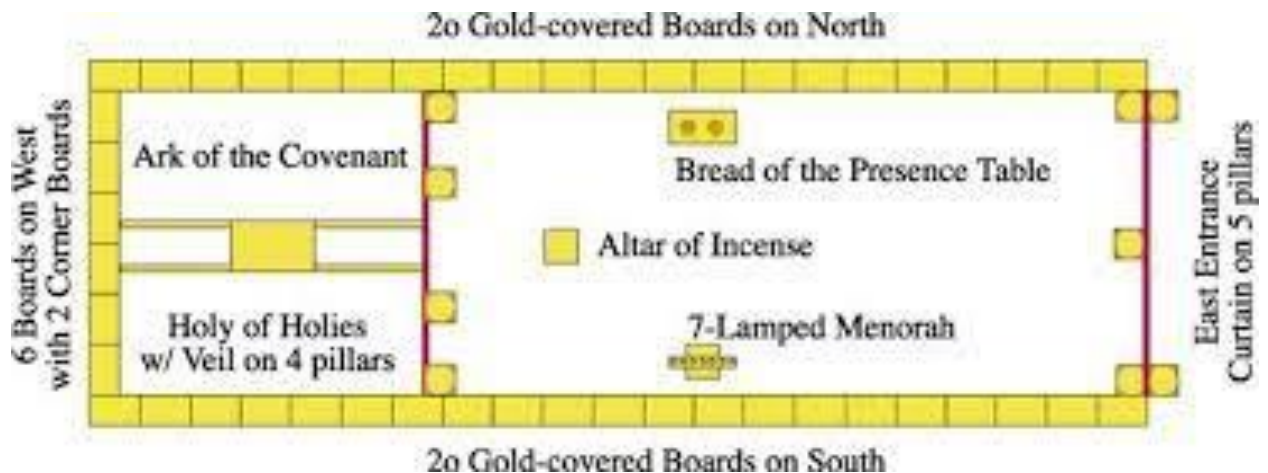 2o Gold-covered Boards on North
6 Boards on West
with 2 Corner Boards
Ark of the Covenant
Holy of Holies
w/ Veil on 4 pillars
Bread of the Presence Table
Altar of Incense
7-Lamped Menorah
East Entrance
Curtain on 5 pillars
2o Gold-covered Boards on South